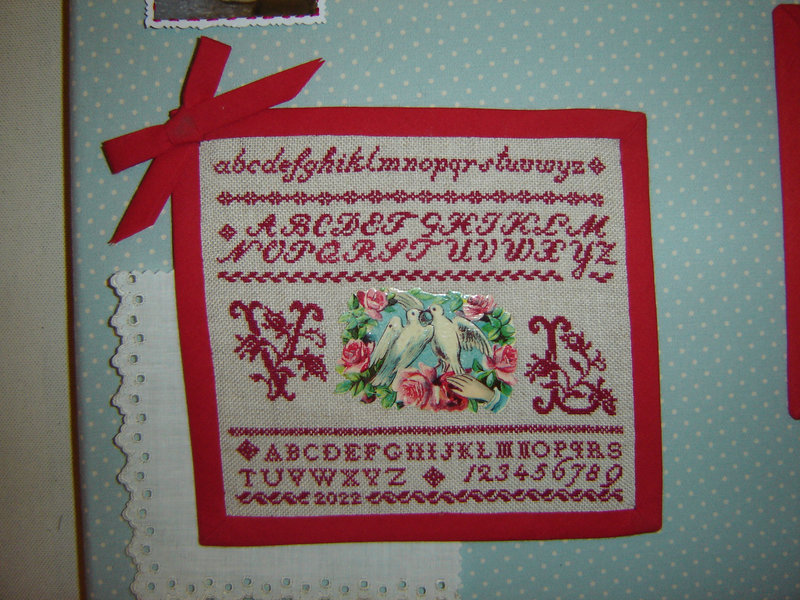 abcdefghiklmnopqrstuvwyz
ABCDEFGHIKLM
NOPQRSTUVWXYZ
ABCDEFGHIJKLMNOPQRS
TUVWXYZ 123456789
2022